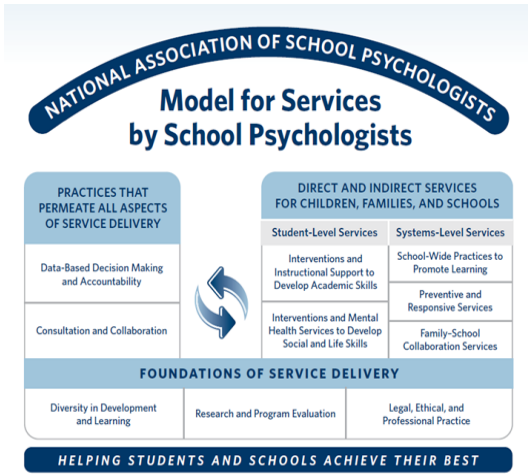 NATIONAL ASSOCIATION OF SCHOOL PSYCHOLOGISTS
Model for Services
by School Psychologists
PRACTICES THAT
PERMEATE ALL ASPECTS
OF SERVICE DELIVERY
Data-Based Decision Making
and Accountability
Consultation and Collaboration
DIRECT AND INDIRECT SERVICES
FOR CHILDREN, FAMILIES, AND SCHOOLS
Student-Level Services
Interventions and
Instructional Support to
Develop Academic Skills
Interventions and Mental
Health Services to Develop
Social and Life Skills
Systems-Level Services
School-Wide Practices to
Promote Learning
Preventive and
Responsive Services
Family–School
Collaboration Services
FOUNDATIONS OF SERVICE DELIVERY
Diversity in Development
and Learning
Research and Program Evaluation
Legal, Ethical, and
Professional Practice
HELPING STUDENTS AND SCHOOLS ACHIEVE THEIR BEST